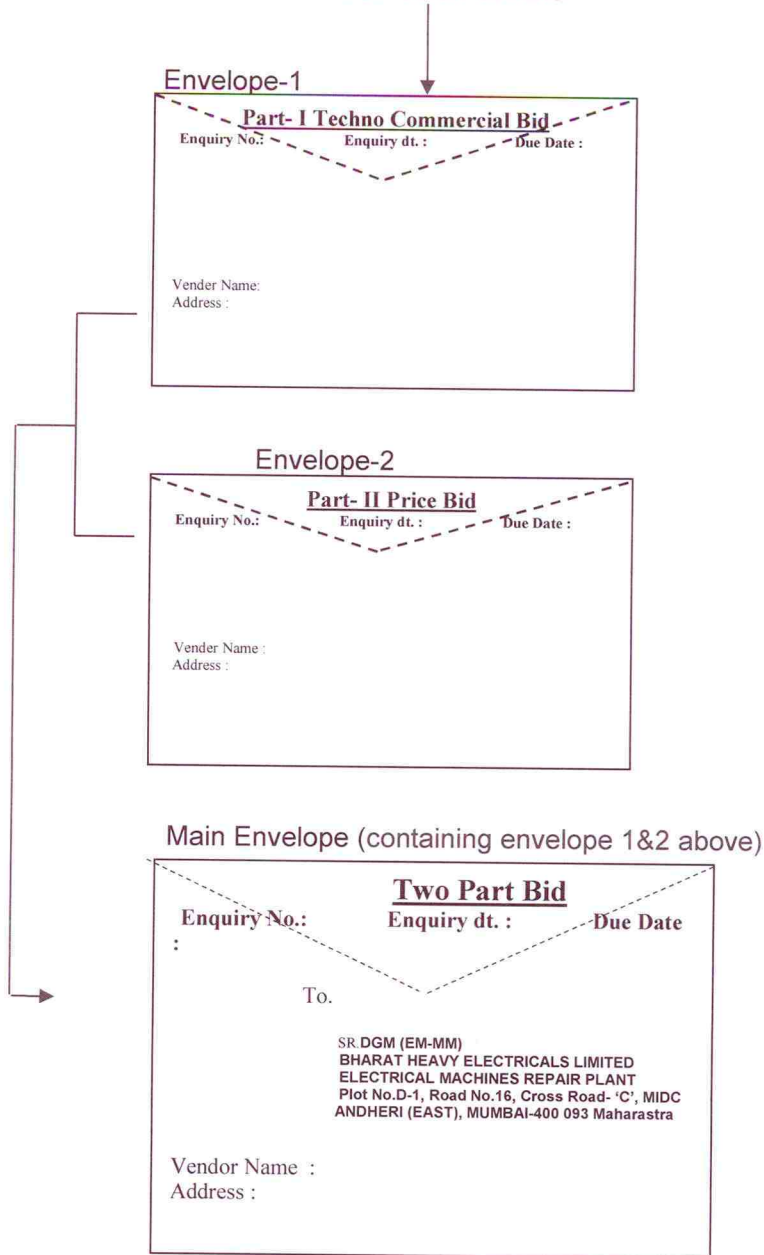 Envelope-1
Part- I Techno Commercial Bid
Enquiry No.: Enquiry dt. : Due Date :
Vender Name:
Address :
Envelope-2
Part- II Price Bid
Enquiry No.: Enquiry dt. : Due Date :
Vender Name :
Address :
Main Envelope (containing envelope 1&2 above)
Two Part Bid
Enquiry No.: Enquiry dt. : Due Date
:
To.
SR.DGM (EM-MM)
BHARAT HEAVY ELECTRICALS LIMITED
ELECTRICAL MACHINES REPAIR PLANT
Plot No.D-1, Road No.16, Cross Road- ‘C’, MIDC
ANDHERI (EAST), MUMBAI-400 093 Maharastra
Vendor Name :
Address :